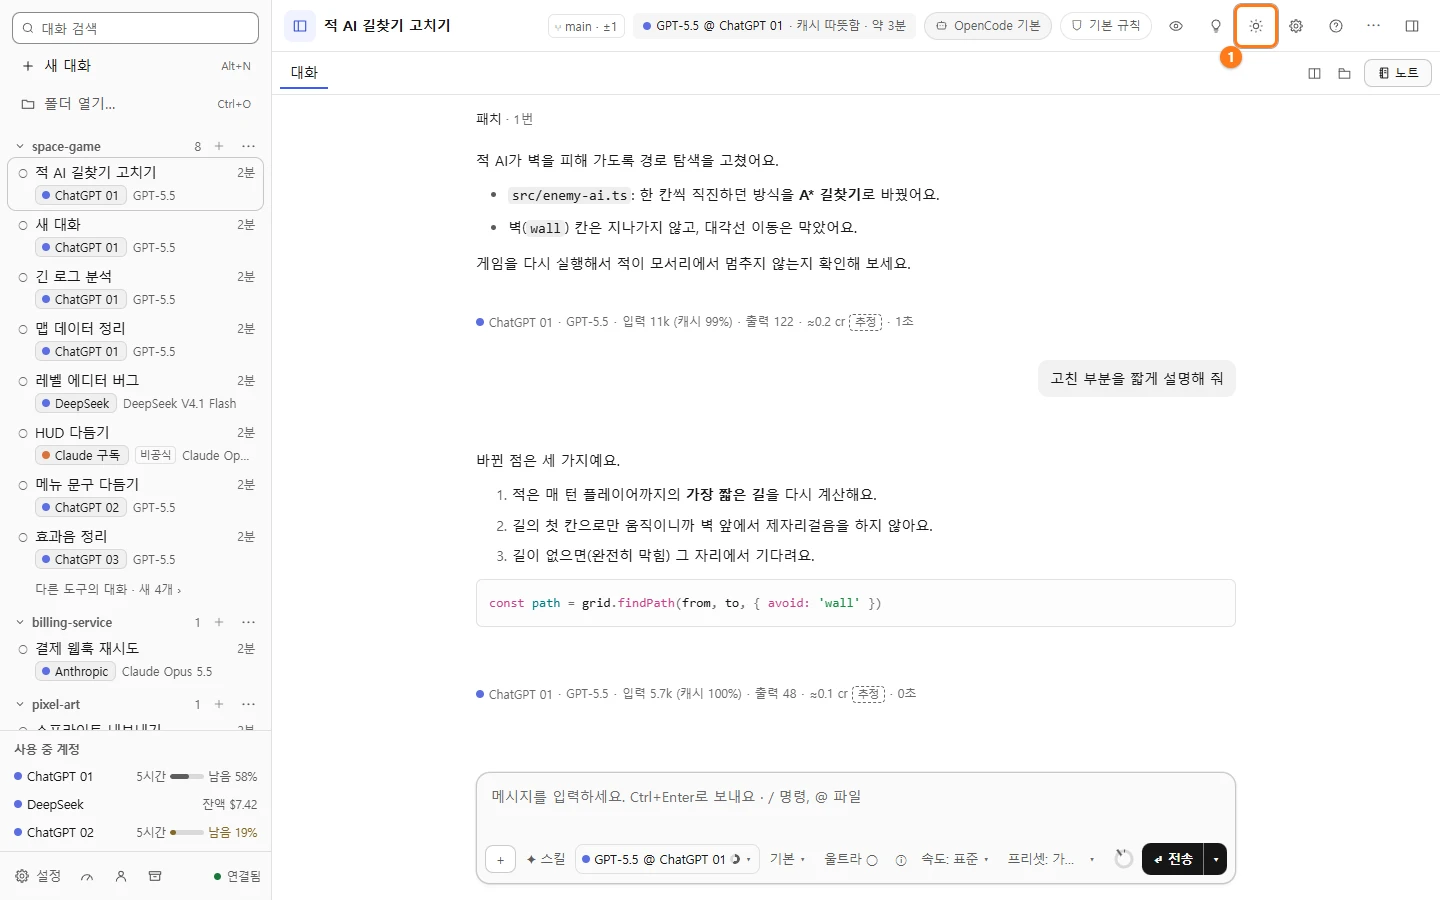 대화 검색
새 대화 Alt+N
폴더 열기... Ctrl+O
space-game 8
적 AI 길찾기 고치기 2분
ChatGPT 01 GPT-5.5
새 대화 2분
ChatGPT 01 GPT-5.5
긴 로그 분석 2분
ChatGPT 01 GPT-5.5
맵 데이터 정리 2분
ChatGPT 01 GPT-5.5
레벨 에디터 버그 2분
DeepSeek DeepSeek V4.1 Flash
HUD 다듬기 2분
Claude 구독 비공식 Claude Op...
메뉴 문구 다듬기 2분
ChatGPT 02 GPT-5.5
효과음 정리 2분
ChatGPT 03 GPT-5.5
다른 도구의 대화 · 새 4개 ›
billing-service 1
결제 웹훅 재시도 2분
Anthropic Claude Opus 5.5
pixel-art 1
사용 중 계정
ChatGPT 01 5시간 남음 58%
DeepSeek 잔액 $7.42
ChatGPT 02 5시간 남음 19%
설정 연결됨
적 AI 길찾기 고치기 main · ±1 GPT-5.5 @ ChatGPT 01 · 캐시 따뜻함 · 약 3분 OpenCode 기본 기본 규칙
1
대화 노트
패치 · 1번
적 AI가 벽을 피해 가도록 경로 탐색을 고쳤어요.
• src/enemy-ai.ts: 한 칸씩 직진하던 방식을 A* 길찾기로 바꿨어요.
• 벽(wall) 칸은 지나가지 않고, 대각선 이동은 막았어요.
게임을 다시 실행해서 적이 모서리에서 멈추지 않는지 확인해 보세요.
ChatGPT 01 · GPT-5.5 · 입력 11k (캐시 99%) · 출력 122 · ≈0.2 cr 추정 · 1초
고친 부분을 짧게 설명해 줘
바뀐 점은 세 가지예요.
1. 적은 매 턴 플레이어까지의 가장 짧은 길을 다시 계산해요.
2. 길의 첫 칸으로만 움직이니까 벽 앞에서 제자리걸음을 하지 않아요.
3. 길이 없으면(완전히 막힘) 그 자리에서 기다려요.
const path = grid.findPath(from, to, { avoid: 'wall' })
ChatGPT 01 · GPT-5.5 · 입력 5.7k (캐시 100%) · 출력 48 · ≈0.1 cr 추정 · 0초
메시지를 입력하세요. Ctrl+Enter로 보내요 · / 명령, @ 파일
+ 스킬 GPT-5.5 @ ChatGPT 01 기본 울트라 속도: 표준 프리셋: 가... 전송